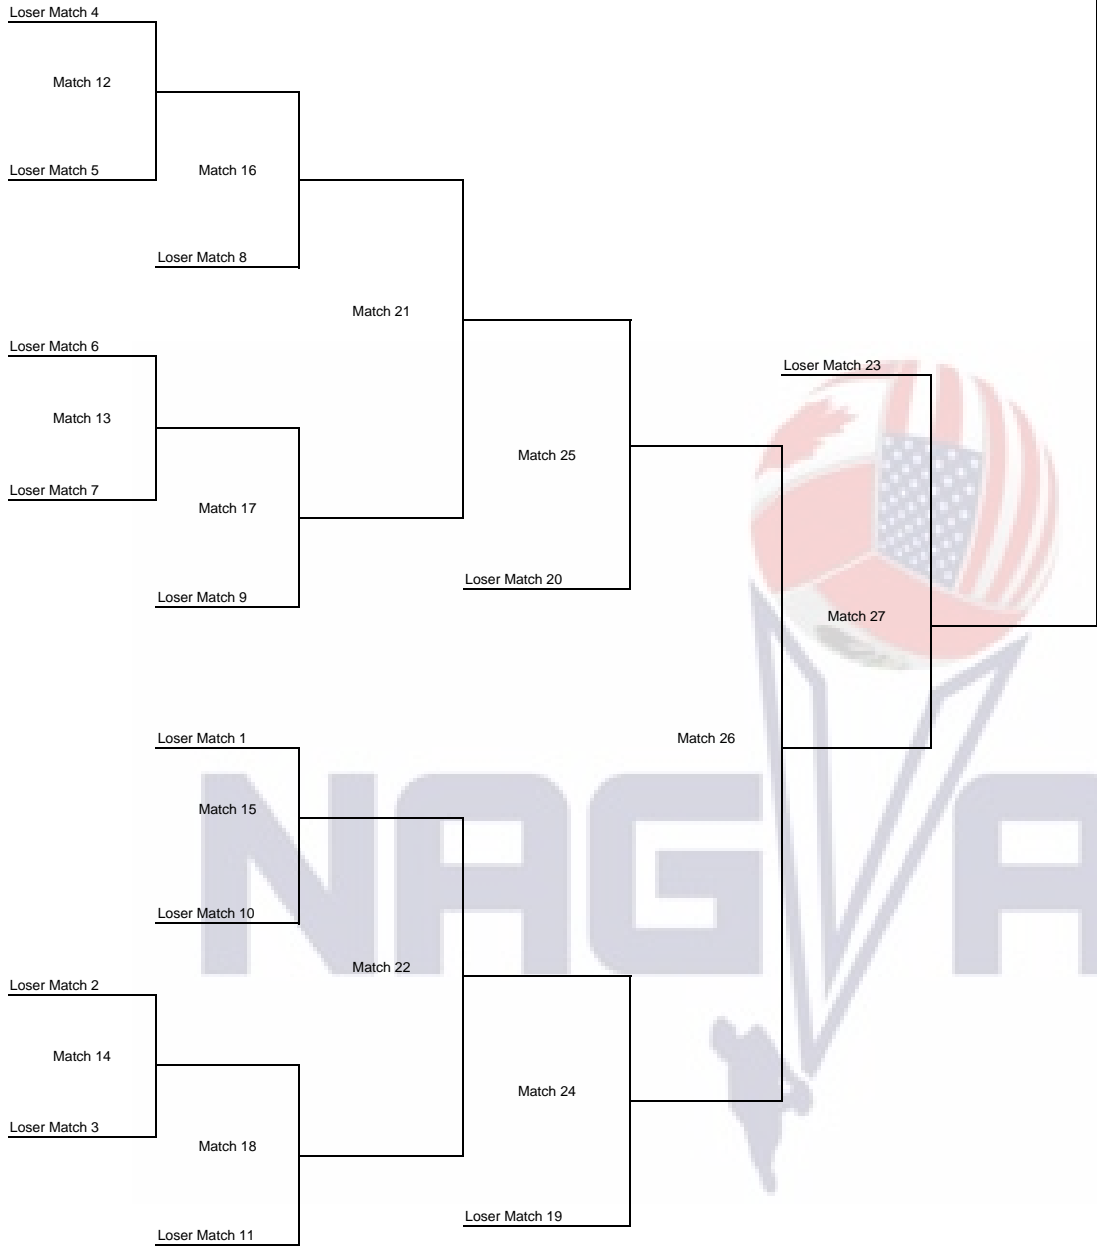 Loser Match 4
Match 12
Loser Match 5
Match 16
Loser Match 8
Match 21
Loser Match 6
Loser Match 23
Match 13
Match 25
Loser Match 7
Match 17
Loser Match 20
Loser Match 9
Match 27
Loser Match 1
Match 26
Match 15
Loser Match 10
Match 22
Loser Match 2
Match 14
Match 24
Loser Match 3
Match 18
Loser Match 19
Loser Match 11
NAGVA